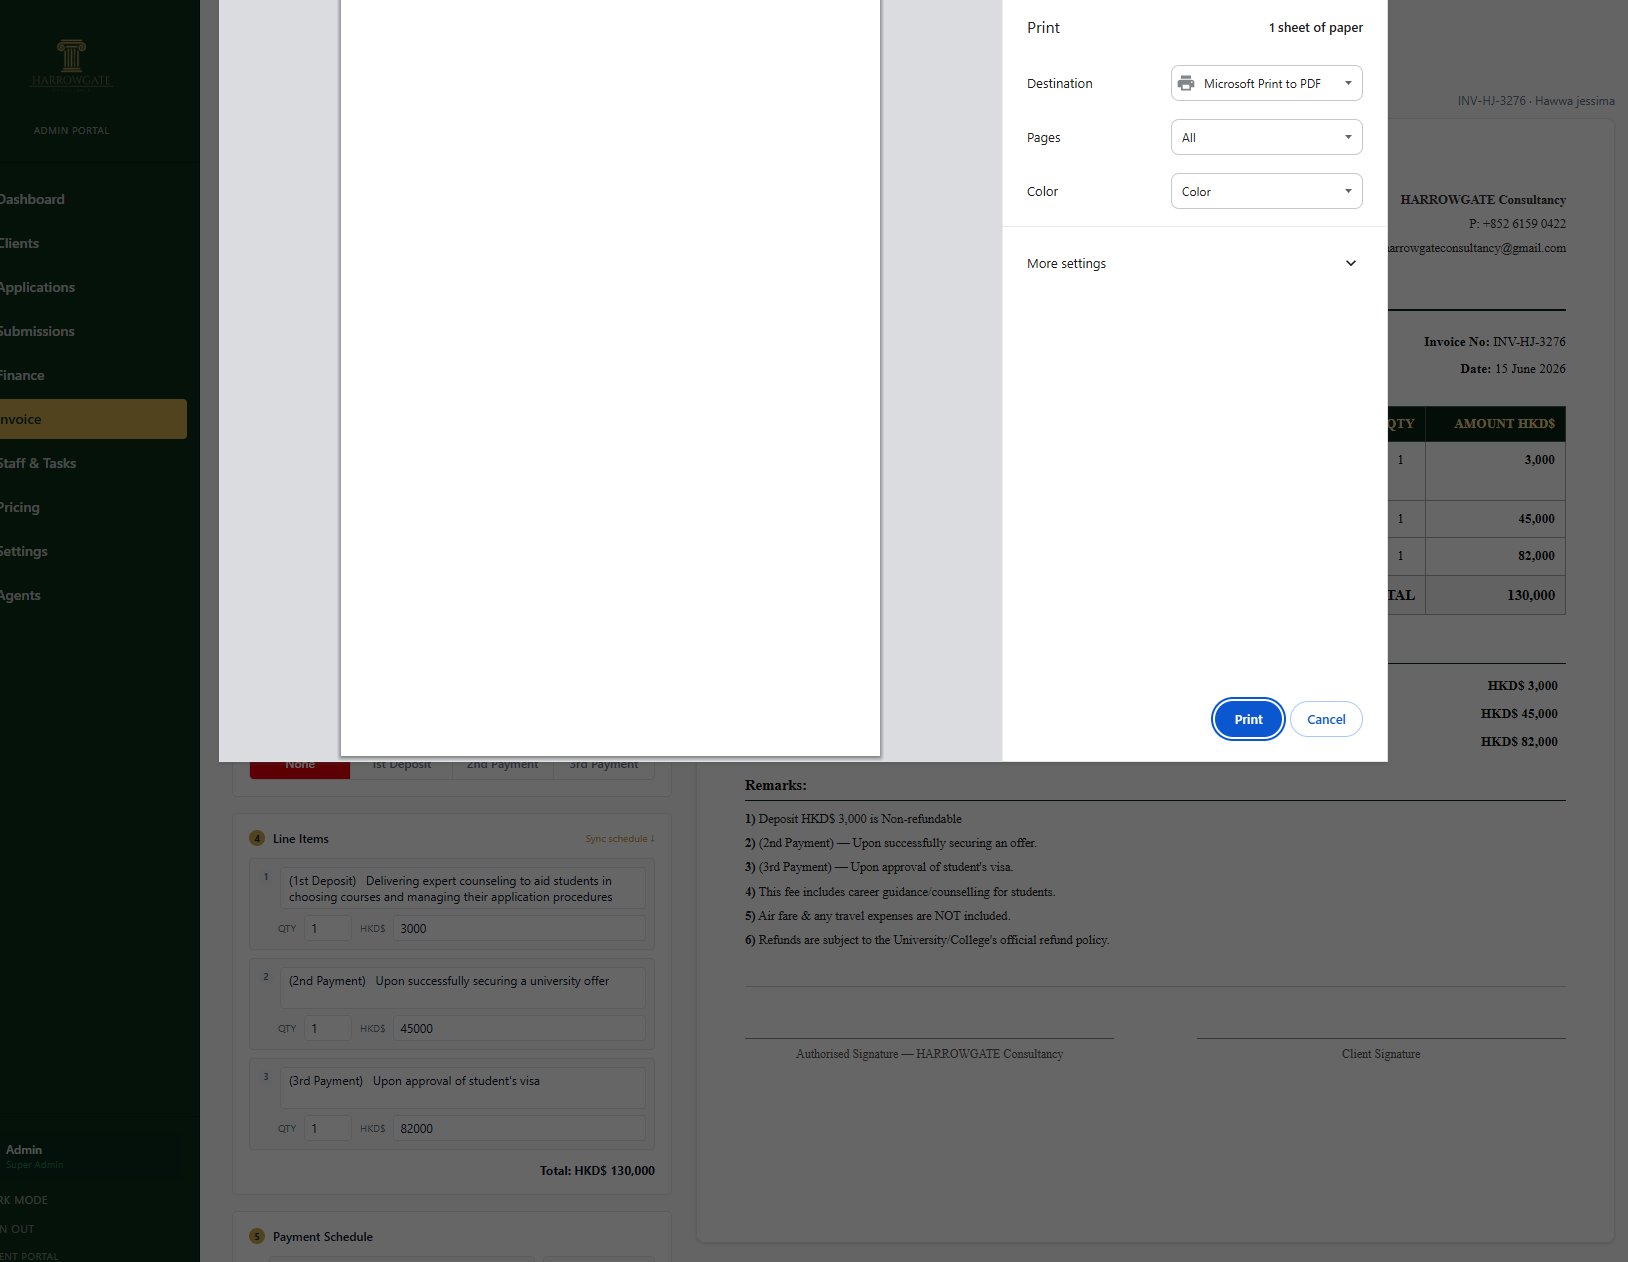 HARROWGATE
ADMIN PORTAL
Dashboard
Clients
Applications
Submissions
Finance
nvoice
Staff & Tasks
Pricing
Settings
Agents
Admin
Super Admin
RK MODE
N OUT
ENT PORTAL
Print
1 sheet of paper
Destination
Microsoft Print to PDF
Pages
All
Color
Color
More settings
Print
Cancel
None
1st Deposit
2nd Payment
3rd Payment
4 Line Items
Sync schedule ↓
1
(1st Deposit) Delivering expert counseling to aid students in
choosing courses and managing their application procedures
QTY 1 HKD$ 3000
2
(2nd Payment) Upon successfully securing a university offer
QTY 1 HKD$ 45000
3
(3rd Payment) Upon approval of student's visa
QTY 1 HKD$ 82000
Total: HKD$ 130,000
5 Payment Schedule
INV-HJ-3276 · Hawwa jessima
HARROWGATE Consultancy
P: +852 6159 0422
arrowgateconsultancy@gmail.com
Invoice No: INV-HJ-3276
Date: 15 June 2026
QTY AMOUNT HKD$
1 3,000
1 45,000
1 82,000
TAL 130,000
HKD$ 3,000
HKD$ 45,000
HKD$ 82,000
Remarks:
1) Deposit HKD$ 3,000 is Non-refundable
2) (2nd Payment) — Upon successfully securing an offer.
3) (3rd Payment) — Upon approval of student's visa.
4) This fee includes career guidance/counselling for students.
5) Air fare & any travel expenses are NOT included.
6) Refunds are subject to the University/College's official refund policy.
Authorised Signature — HARROWGATE Consultancy
Client Signature